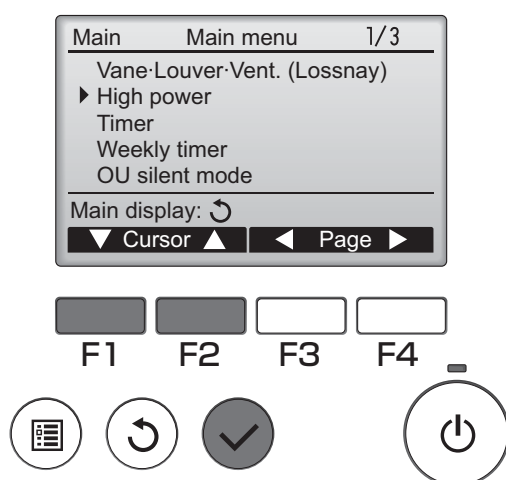 Main Main menu 1/3
Vane·Louver·Vent. (Lossnay)
High power
Timer
Weekly timer
OU silent mode
Main display:
Cursor Page
F1 F2 F3 F4